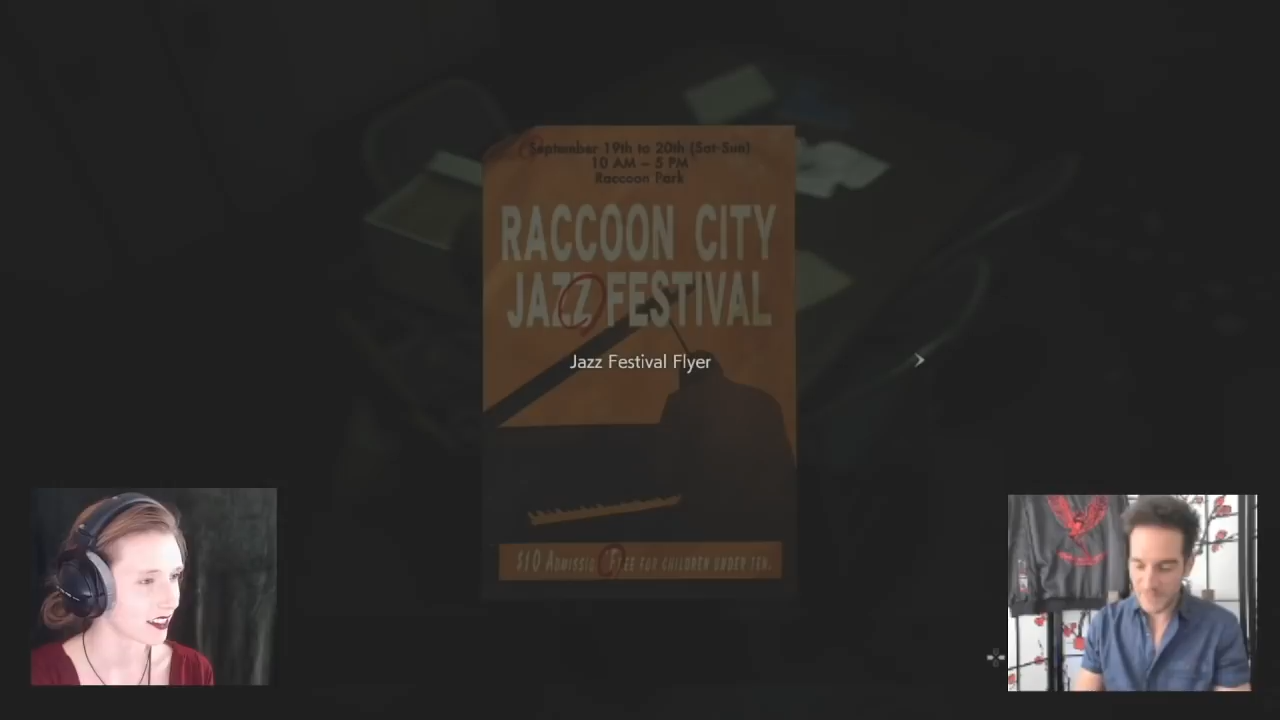 September 19th to 20th (Sat-Sun)
10 AM – 5 PM
Raccoon Park
RACCOON CITY
JAZZ FESTIVAL
Jazz Festival Flyer
$10 Admission Free for children under ten.